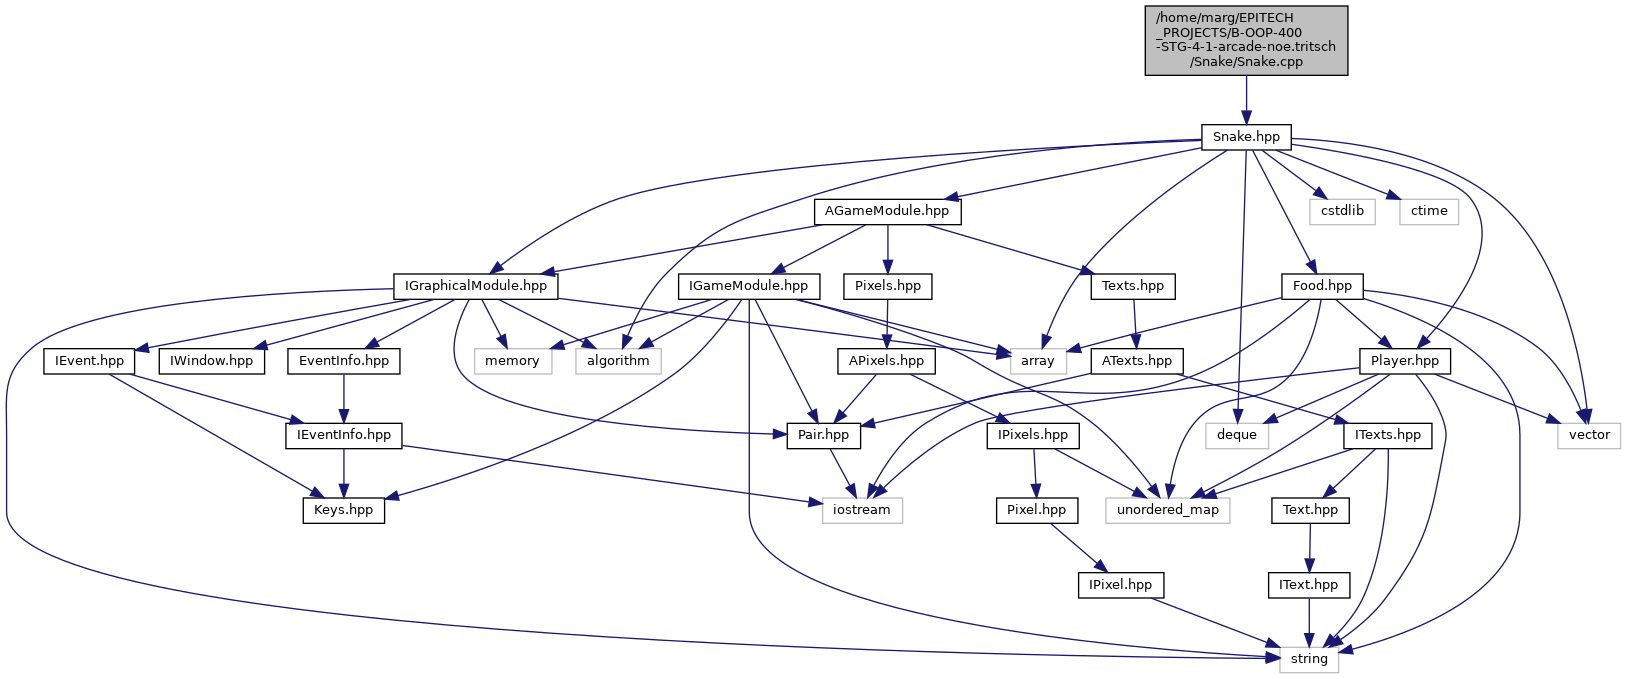 /home/marg/EPITECH
_PROJECTS/B-OOP-400
-STG-4-1-arcade-noe.tritsch
/Snake/Snake.cpp
Snake.hpp
AGameModule.hpp
cstdlib
ctime
IGraphicalModule.hpp
IGameModule.hpp
Pixels.hpp
Texts.hpp
Food.hpp
IEvent.hpp
IWindow.hpp
EventInfo.hpp
memory
algorithm
APixels.hpp
array
ATexts.hpp
Player.hpp
IEventInfo.hpp
Pair.hpp
IPixels.hpp
deque
ITexts.hpp
vector
Keys.hpp
iostream
Pixel.hpp
unordered_map
Text.hpp
IPixel.hpp
IText.hpp
string